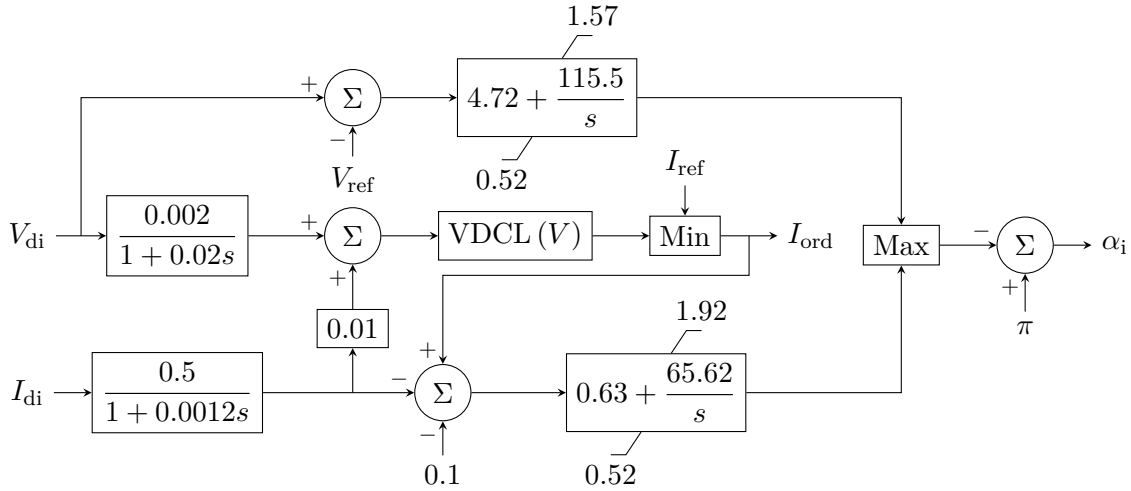 1.57
+ Σ 4.72 + 115.5 / s
−
V_ref 0.52
I_ref
V_di 0.002 / 1 + 0.02s + Σ VDCL (V) Min I_ord Max − Σ α_i
+ +
0.01 1.92 π
+
I_di 0.5 / 1 + 0.0012s − Σ 0.63 + 65.62 / s
−
0.1 0.52